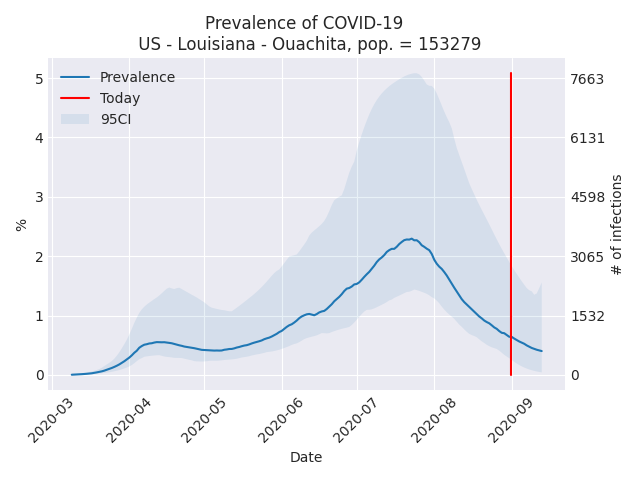 Prevalence of COVID-19
US - Louisiana - Ouachita, pop. = 153279
Prevalence
Today
95CI
5
4
3
2
1
0
%
7663
6131
4598
3065
1532
0
# of infections
2020-03
2020-04
2020-05
2020-06
2020-07
2020-08
2020-09
Date